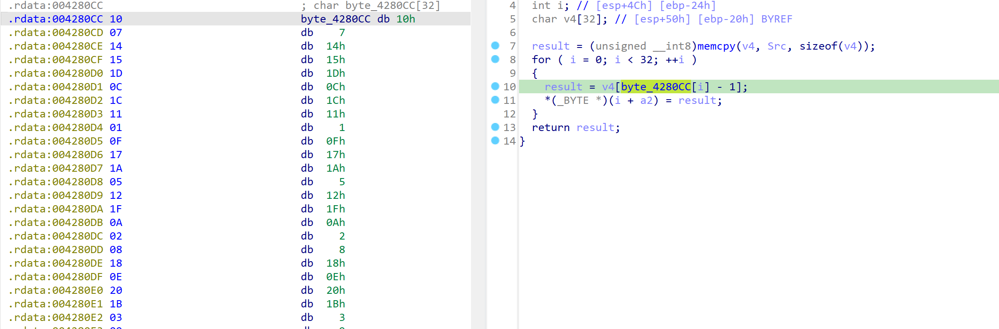 .rdata:004280CC ; char byte_4280CC[32]
.rdata:004280CC 10 byte_4280CC db 10h
.rdata:004280CD 07 db 7
.rdata:004280CE 14 db 14h
.rdata:004280CF 15 db 15h
.rdata:004280D0 1D db 1Dh
.rdata:004280D1 0C db 0Ch
.rdata:004280D2 1C db 1Ch
.rdata:004280D3 11 db 11h
.rdata:004280D4 01 db 1
.rdata:004280D5 0F db 0Fh
.rdata:004280D6 17 db 17h
.rdata:004280D7 1A db 1Ah
.rdata:004280D8 05 db 5
.rdata:004280D9 12 db 12h
.rdata:004280DA 1F db 1Fh
.rdata:004280DB 0A db 0Ah
.rdata:004280DC 02 db 2
.rdata:004280DD 08 db 8
.rdata:004280DE 18 db 18h
.rdata:004280DF 0E db 0Eh
.rdata:004280E0 20 db 20h
.rdata:004280E1 1B db 1Bh
.rdata:004280E2 03 db 3
4 int i; // [esp+4Ch] [ebp-24h]
5 char v4[32]; // [esp+50h] [ebp-20h] BYREF
6
7 result = (unsigned __int8)memcpy(v4, Src, sizeof(v4));
8 for ( i = 0; i < 32; ++i )
9 {
10 result = v4[byte_4280CC[i] - 1];
11 *(_BYTE *)(i + a2) = result;
12 }
13 return result;
14 }